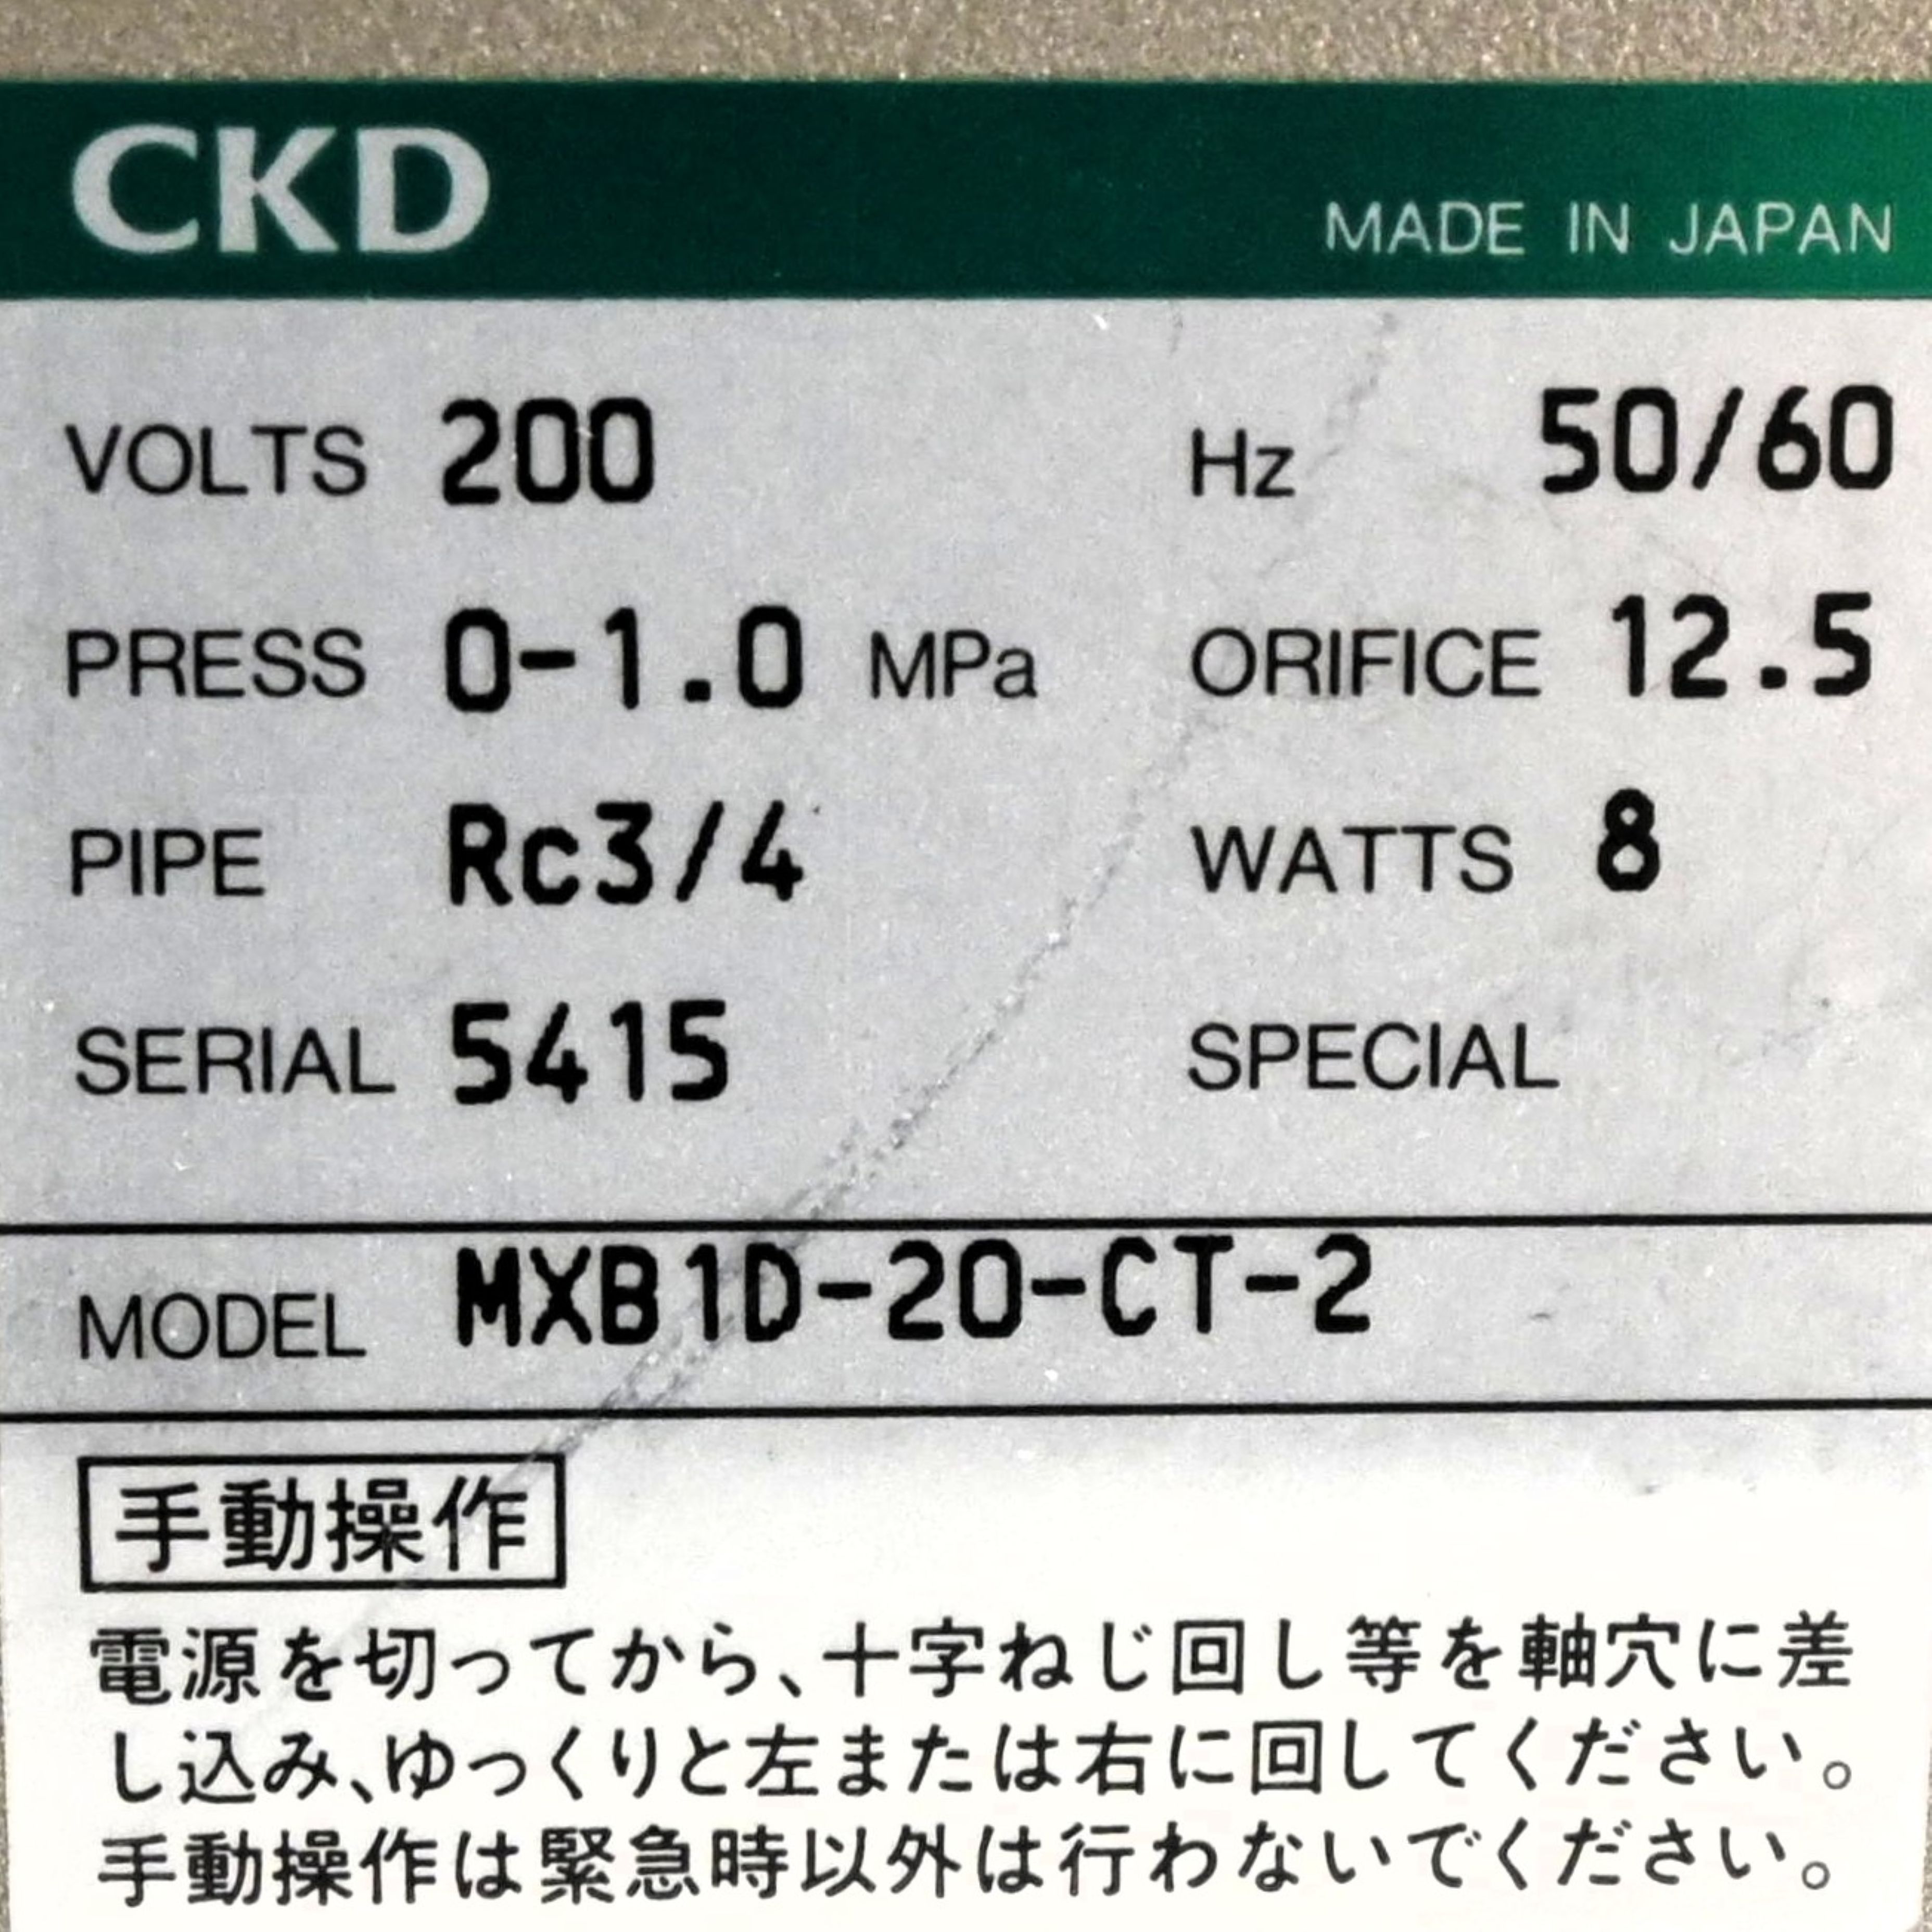 CKD
MADE IN JAPAN
VOLTS 200 Hz 50/60
PRESS 0-1.0 MPa ORIFICE 12.5
PIPE Rc3/4 WATTS 8
SERIAL 5415 SPECIAL
MODEL MXB1D-20-CT-2
手動操作
電源を切ってから、十字ねじ回し等を軸穴に差
し込み、ゆっくりと左または右に回してください。
手動操作は緊急時以外は行わないでください。